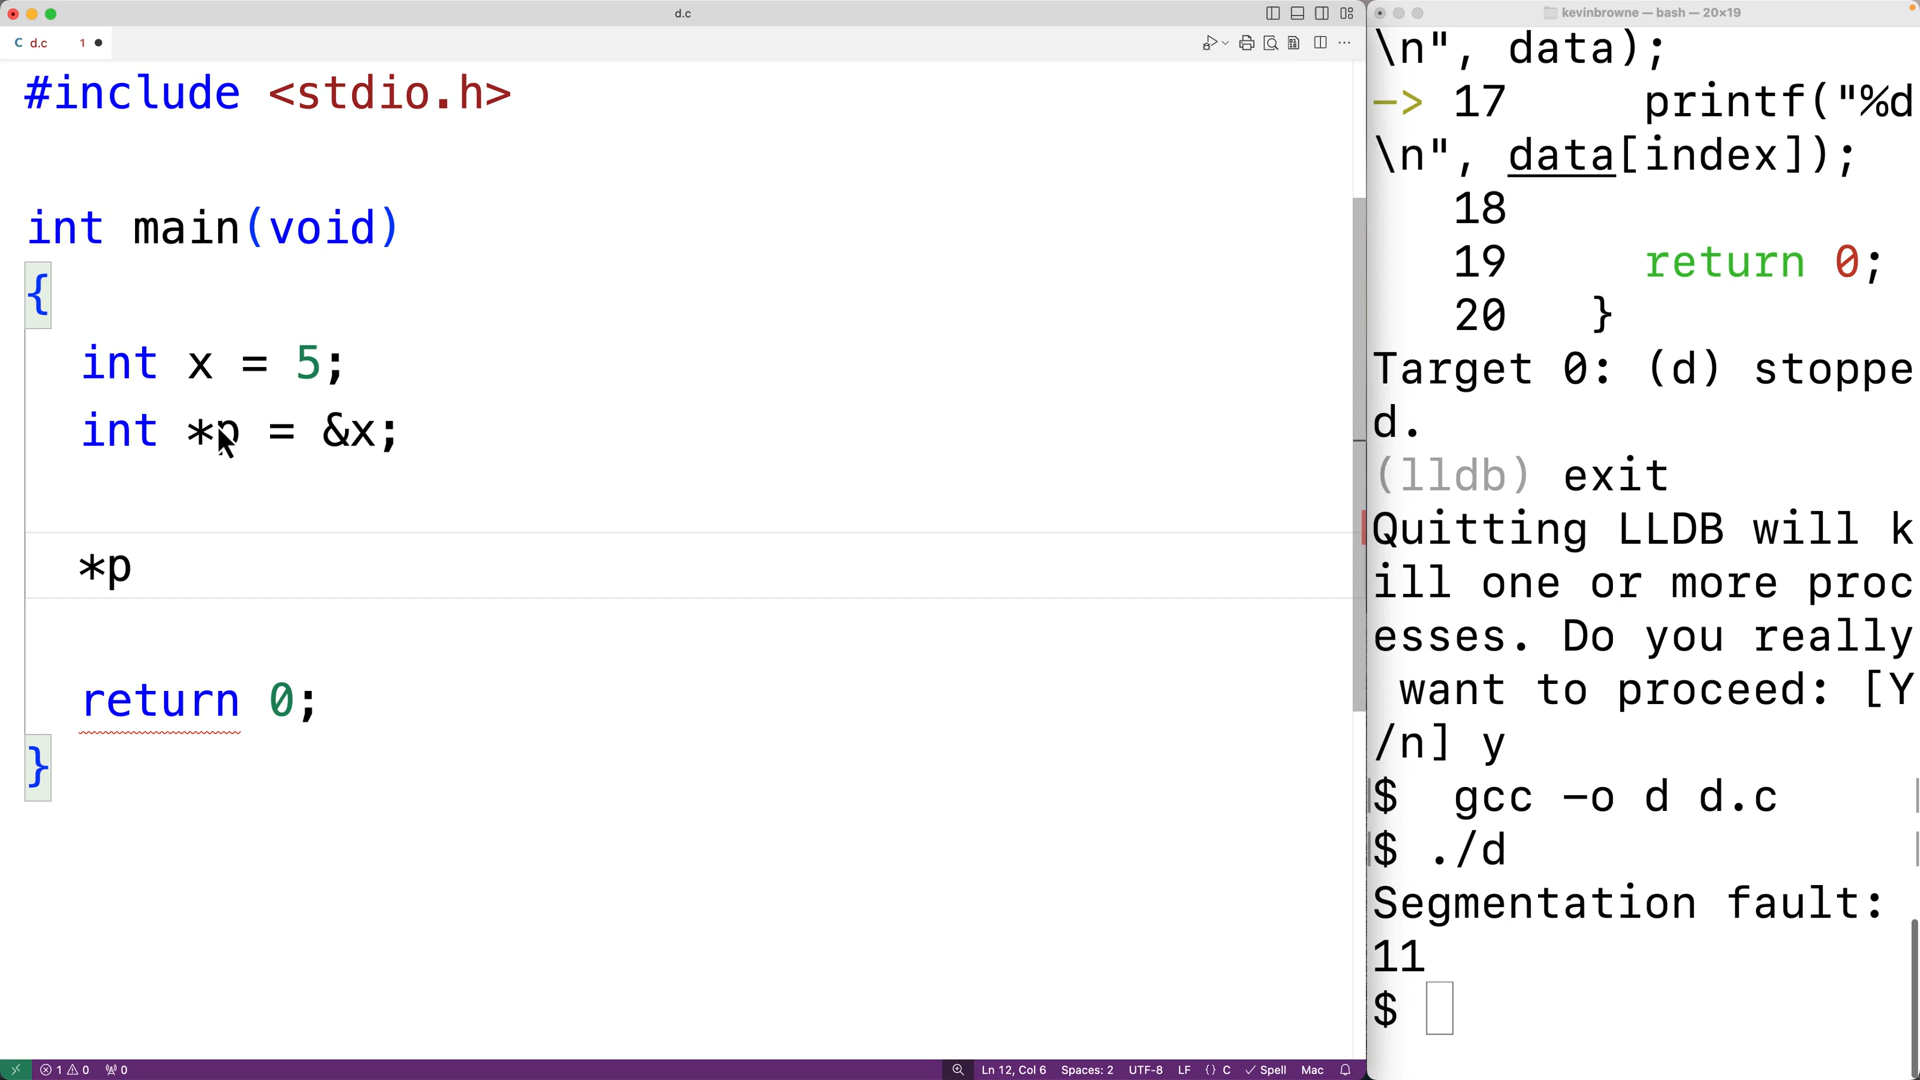 d.c
C d.c 1
#include <stdio.h>
int main(void)
{
int x = 5;
int *p = &x;
*p
return 0;
}
1 0 0
Ln 12, Col 6 Spaces: 2 UTF-8 LF {} C Spell Mac
kevinbrowne — bash — 20×19
\n", data);
-> 17 printf("%d
\n", data[index]);
18
19 return 0;
20 }
Target 0: (d) stoppe
d.
(lldb) exit
Quitting LLDB will k
ill one or more proc
esses. Do you really
want to proceed: [Y
/n] y
$ gcc -o d d.c
$ ./d
Segmentation fault:
11
$